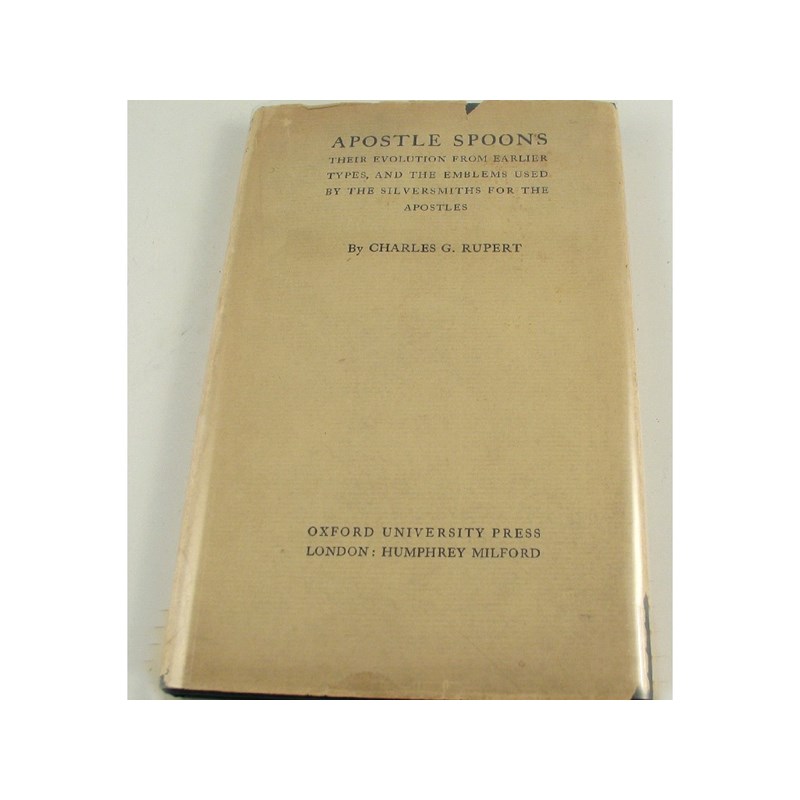 APOSTLE SPOONS
THEIR EVOLUTION FROM EARLIER
TYPES, AND THE EMBLEMS USED
BY THE SILVERSMITHS FOR THE
APOSTLES
By CHARLES G. RUPERT
OXFORD UNIVERSITY PRESS
LONDON: HUMPHREY MILFORD